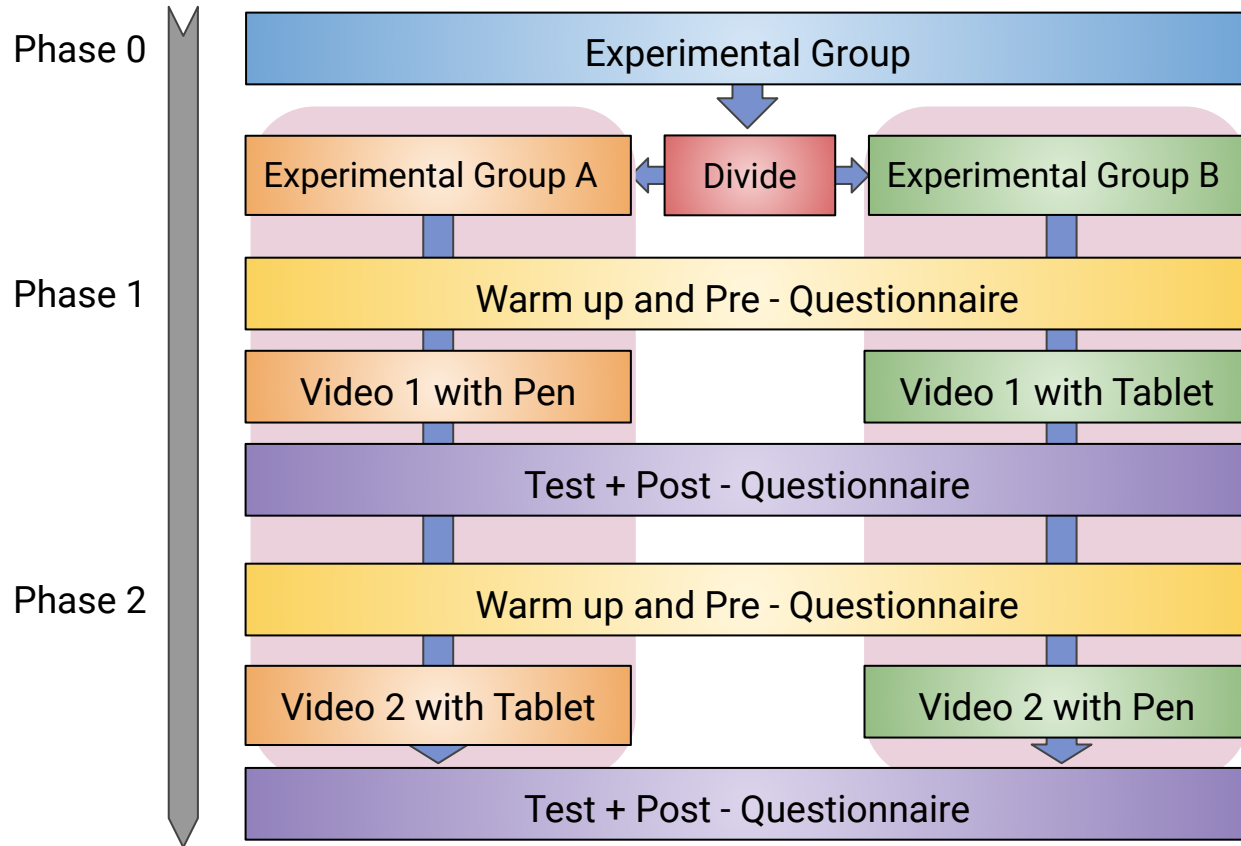 Phase 0
Experimental Group
Experimental Group A
Divide
Experimental Group B
Phase 1
Warm up and Pre - Questionnaire
Video 1 with Pen
Video 1 with Tablet
Test + Post - Questionnaire
Phase 2
Warm up and Pre - Questionnaire
Video 2 with Tablet
Video 2 with Pen
Test + Post - Questionnaire